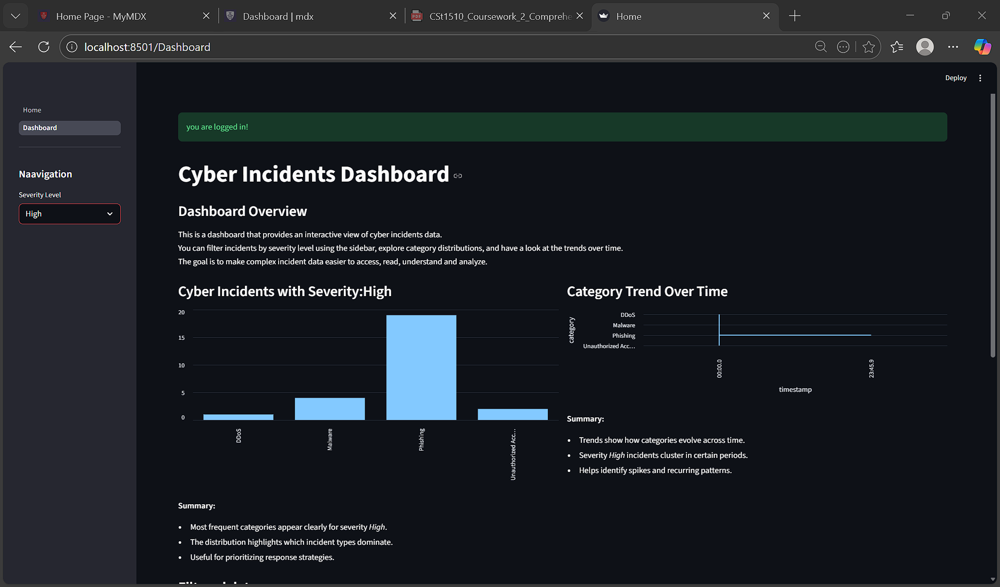 Home Page - MyMDX
Dashboard | mdx
CSt1510_Coursework_2_Comprehe
Home
localhost:8501/Dashboard
Deploy
Home
Dashboard
Naavigation
Severity Level
High
you are logged in!
Cyber Incidents Dashboard
Dashboard Overview
This is a dashboard that provides an interactive view of cyber incidents data.
You can filter incidents by severity level using the sidebar, explore category distributions, and have a look at the trends over time.
The goal is to make complex incident data easier to access, read, understand and analyze.
Cyber Incidents with Severity:High
20
15
10
5
0
DDoS
Malware
Phishing
Unauthorized Acc...
Summary:
Most frequent categories appear clearly for severity High.
The distribution highlights which incident types dominate.
Useful for prioritizing response strategies.
Category Trend Over Time
category
DDoS
Malware
Phishing
Unauthorized Acc...
00:00.0
23:45.9
timestamp
Summary:
Trends show how categories evolve across time.
Severity High incidents cluster in certain periods.
Helps identify spikes and recurring patterns.